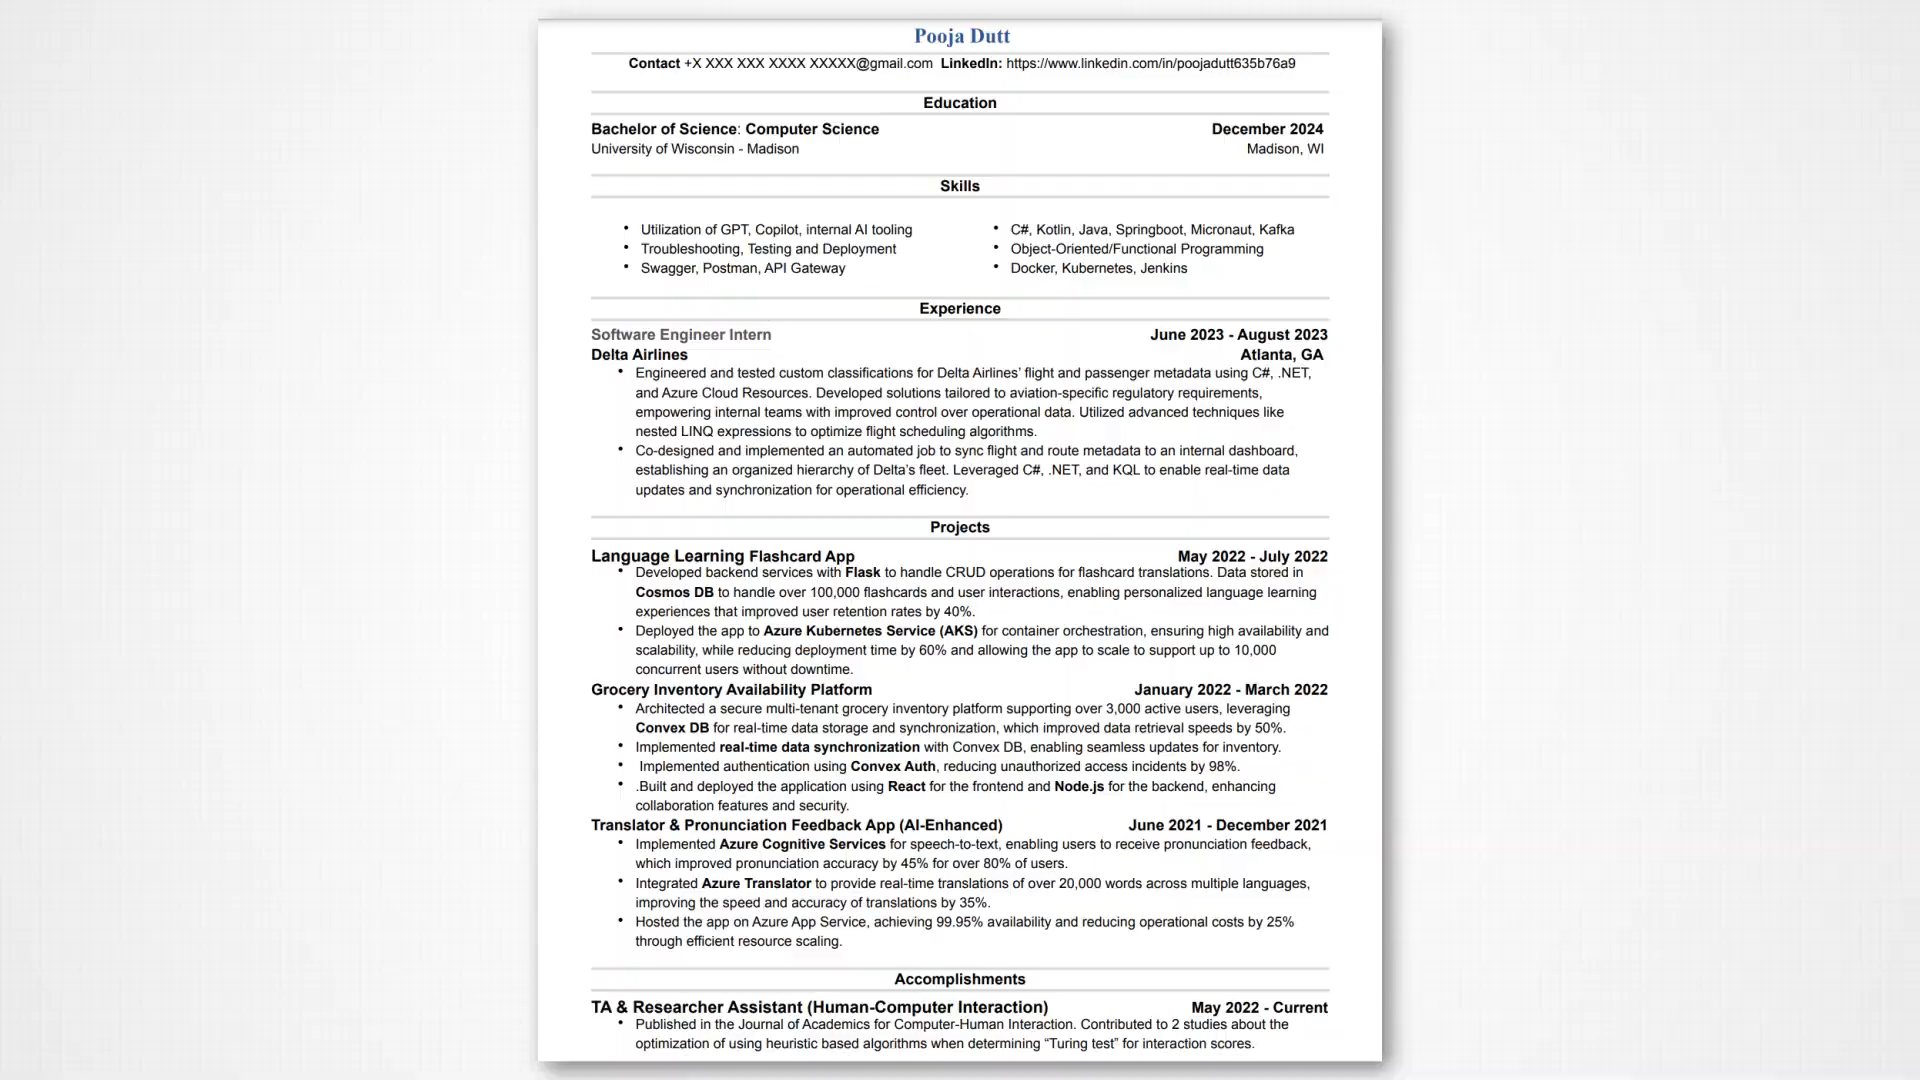 Pooja Dutt
Contact +X XXX XXX XXXX XXXXX@gmail.com LinkedIn: https://www.linkedin.com/in/poojadutt635b76a9
Education
Bachelor of Science: Computer Science December 2024
University of Wisconsin - Madison Madison, WI
Skills
• Utilization of GPT, Copilot, internal AI tooling
• Troubleshooting, Testing and Deployment
• Swagger, Postman, API Gateway
• C#, Kotlin, Java, Springboot, Micronaut, Kafka
• Object-Oriented/Functional Programming
• Docker, Kubernetes, Jenkins
Experience
Software Engineer Intern June 2023 - August 2023
Delta Airlines Atlanta, GA
• Engineered and tested custom classifications for Delta Airlines’ flight and passenger metadata using C#, .NET,
and Azure Cloud Resources. Developed solutions tailored to aviation-specific regulatory requirements,
empowering internal teams with improved control over operational data. Utilized advanced techniques like
nested LINQ expressions to optimize flight scheduling algorithms.
• Co-designed and implemented an automated job to sync flight and route metadata to an internal dashboard,
establishing an organized hierarchy of Delta’s fleet. Leveraged C#, .NET, and KQL to enable real-time data
updates and synchronization for operational efficiency.
Projects
Language Learning Flashcard App May 2022 - July 2022
• Developed backend services with Flask to handle CRUD operations for flashcard translations. Data stored in
Cosmos DB to handle over 100,000 flashcards and user interactions, enabling personalized language learning
experiences that improved user retention rates by 40%.
• Deployed the app to Azure Kubernetes Service (AKS) for container orchestration, ensuring high availability and
scalability, while reducing deployment time by 60% and allowing the app to scale to support up to 10,000
concurrent users without downtime.
Grocery Inventory Availability Platform January 2022 - March 2022
• Architected a secure multi-tenant grocery inventory platform supporting over 3,000 active users, leveraging
Convex DB for real-time data storage and synchronization, which improved data retrieval speeds by 50%.
• Implemented real-time data synchronization with Convex DB, enabling seamless updates for inventory.
• Implemented authentication using Convex Auth, reducing unauthorized access incidents by 98%.
• .Built and deployed the application using React for the frontend and Node.js for the backend, enhancing
collaboration features and security.
Translator & Pronunciation Feedback App (AI-Enhanced) June 2021 - December 2021
• Implemented Azure Cognitive Services for speech-to-text, enabling users to receive pronunciation feedback,
which improved pronunciation accuracy by 45% for over 80% of users.
• Integrated Azure Translator to provide real-time translations of over 20,000 words across multiple languages,
improving the speed and accuracy of translations by 35%.
• Hosted the app on Azure App Service, achieving 99.95% availability and reducing operational costs by 25%
through efficient resource scaling.
Accomplishments
TA & Researcher Assistant (Human-Computer Interaction) May 2022 - Current
• Published in the Journal of Academics for Computer-Human Interaction. Contributed to 2 studies about the
optimization of using heuristic based algorithms when determining “Turing test” for interaction scores.